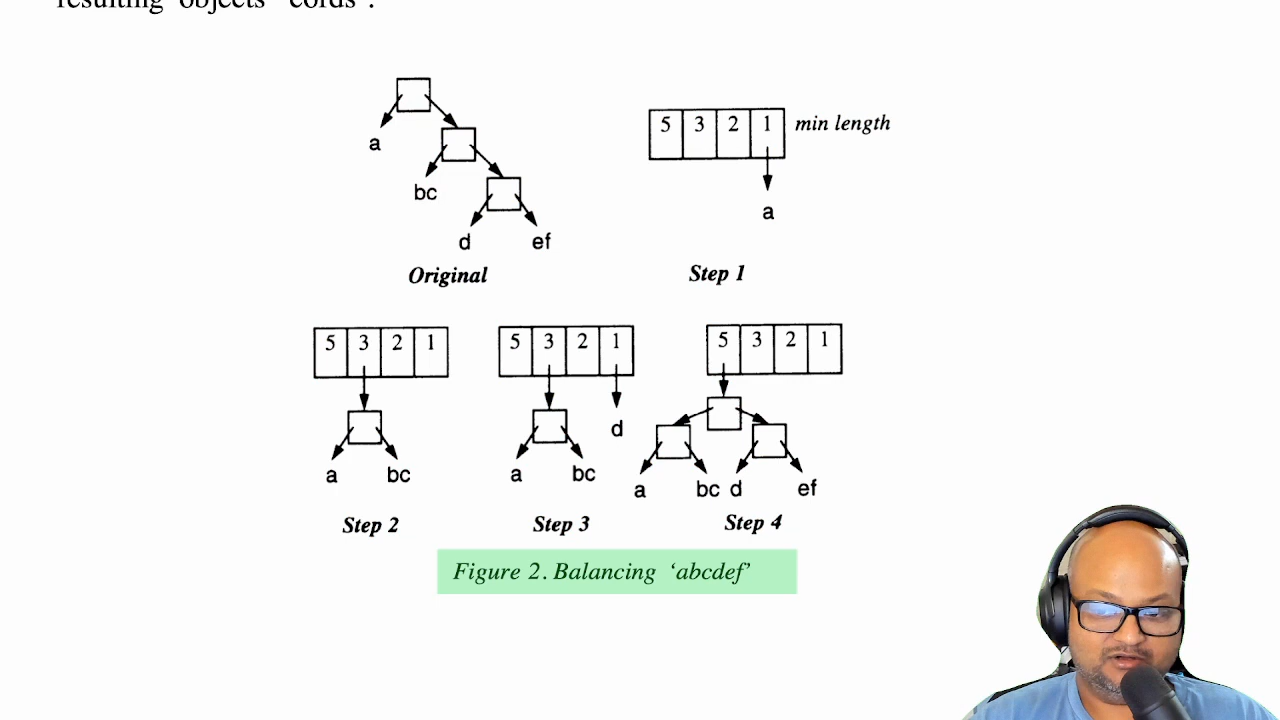 resulting objects "cords".
a
bc
d ef
Original
5 3 2 1 min length
a
Step 1
5 3 2 1
a bc
Step 2
5 3 2 1
d
a bc
Step 3
5 3 2 1
a bc d ef
Step 4
Figure 2. Balancing ‘abcdef’